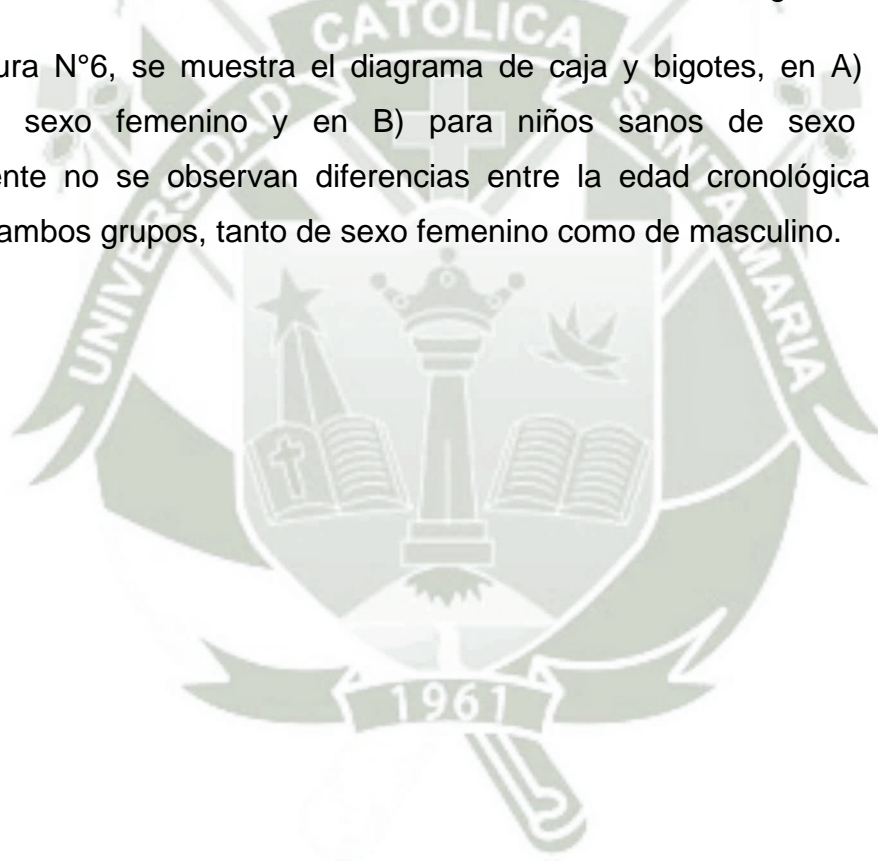 ura N°6, se muestra el diagrama de caja y bigotes, en A)
sexo femenino y en B) para niños sanos de sexo
ente no se observan diferencias entre la edad cronológica
ambos grupos, tanto de sexo femenino como de masculino.
UNIVERSIDAD CATOLICA SANTA MARIA
1961